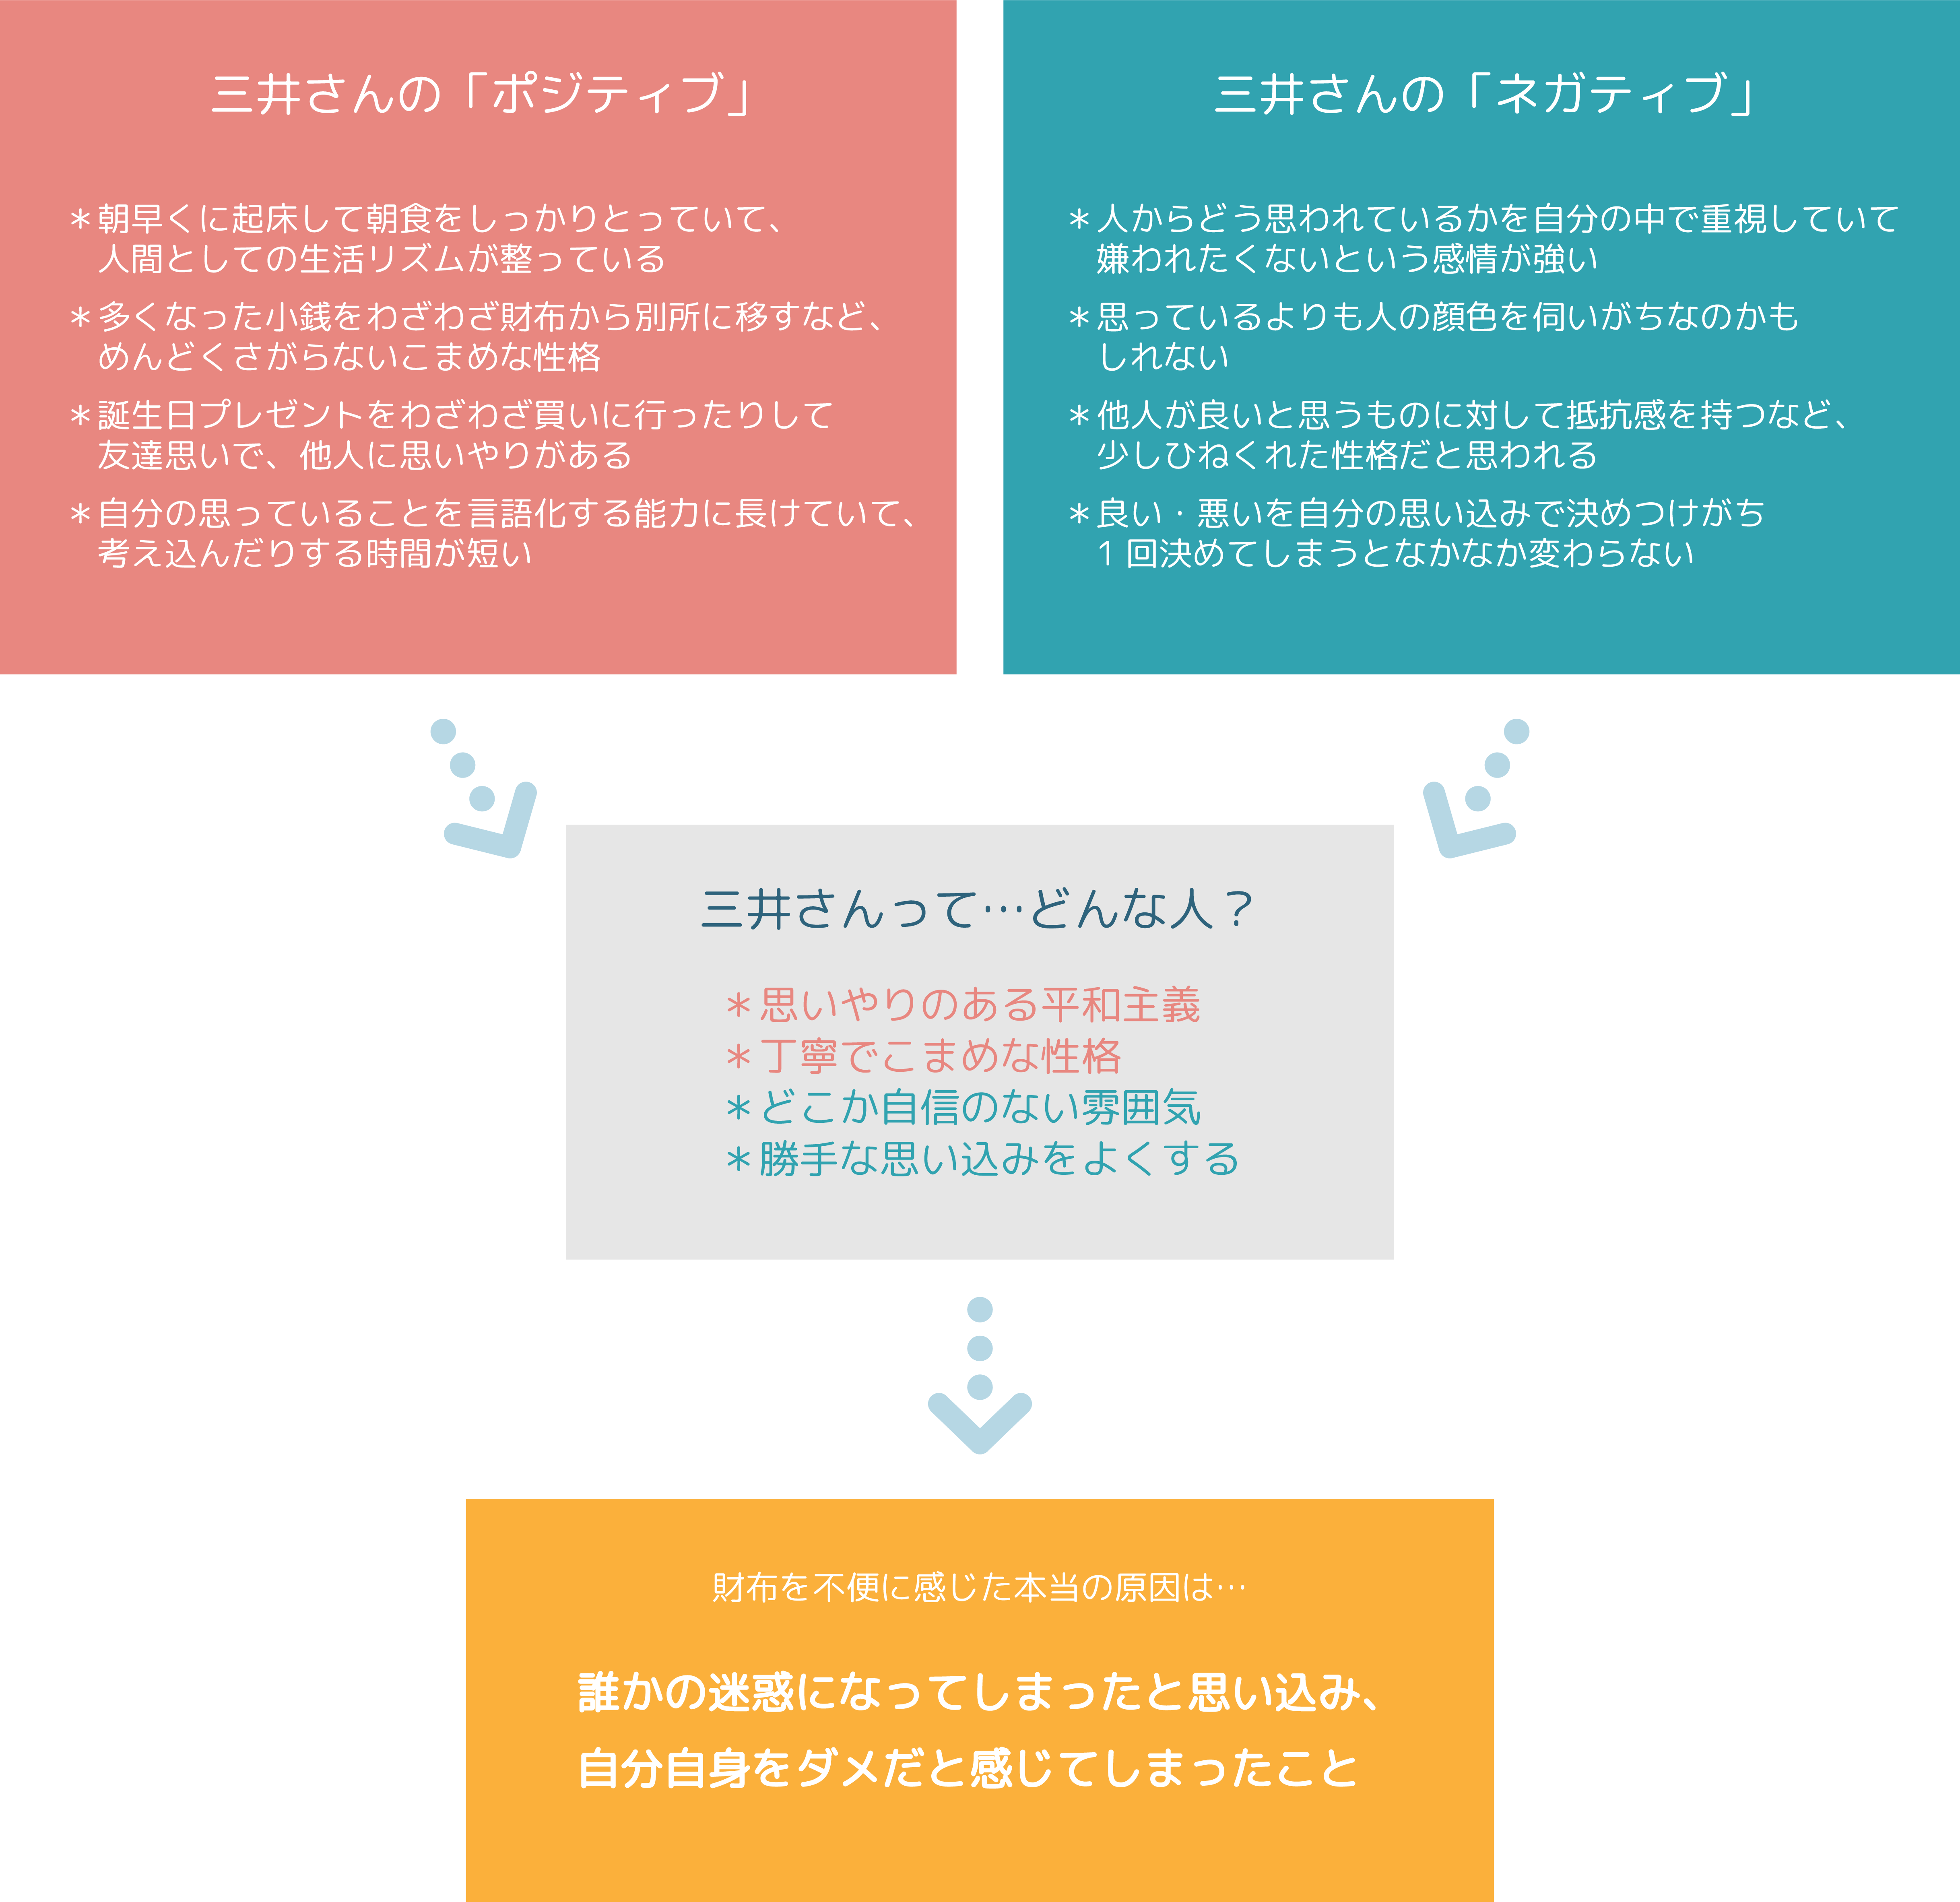 三井さんの「ポジティブ」
＊朝早くに起床して朝食をしっかりとっていて、
人間としての生活リズムが整っている
＊多くなった小銭をわざわざ財布から別所に移すなど、
めんどくさがらないこまめな性格
＊誕生日プレゼントをわざわざ買いに行ったりして
友達思いで、他人に思いやりがある
＊自分の思っていることを言語化する能力に長けていて、
考え込んだりする時間が短い
三井さんの「ネガティブ」
＊人からどう思われているかを自分の中で重視していて
嫌われたくないという感情が強い
＊思っているよりも人の顔色を伺いがちなのかも
しれない
＊他人が良いと思うものに対して抵抗感を持つなど、
少しひねくれた性格だと思われる
＊良い・悪いを自分の思い込みで決めつけがち
１回決めてしまうとなかなか変わらない
三井さんって…どんな人？
＊思いやりのある平和主義
＊丁寧でこまめな性格
＊どこか自信のない雰囲気
＊勝手な思い込みをよくする
財布を不便に感じた本当の原因は…
誰かの迷惑になってしまったと思い込み、
自分自身をダメだと感じてしまったこと